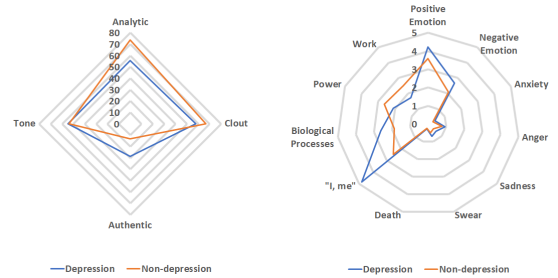 Analytic
80
70
60
50
40
30
20
10
0
Tone
Clout
Authentic
Depression
Non-depression
Positive
Emotion
5
4
3
2
1
0
Negative
Emotion
Anxiety
Anger
Sadness
Swear
Death
"I, me"
Biological
Processes
Power
Work
Depression
Non-depression